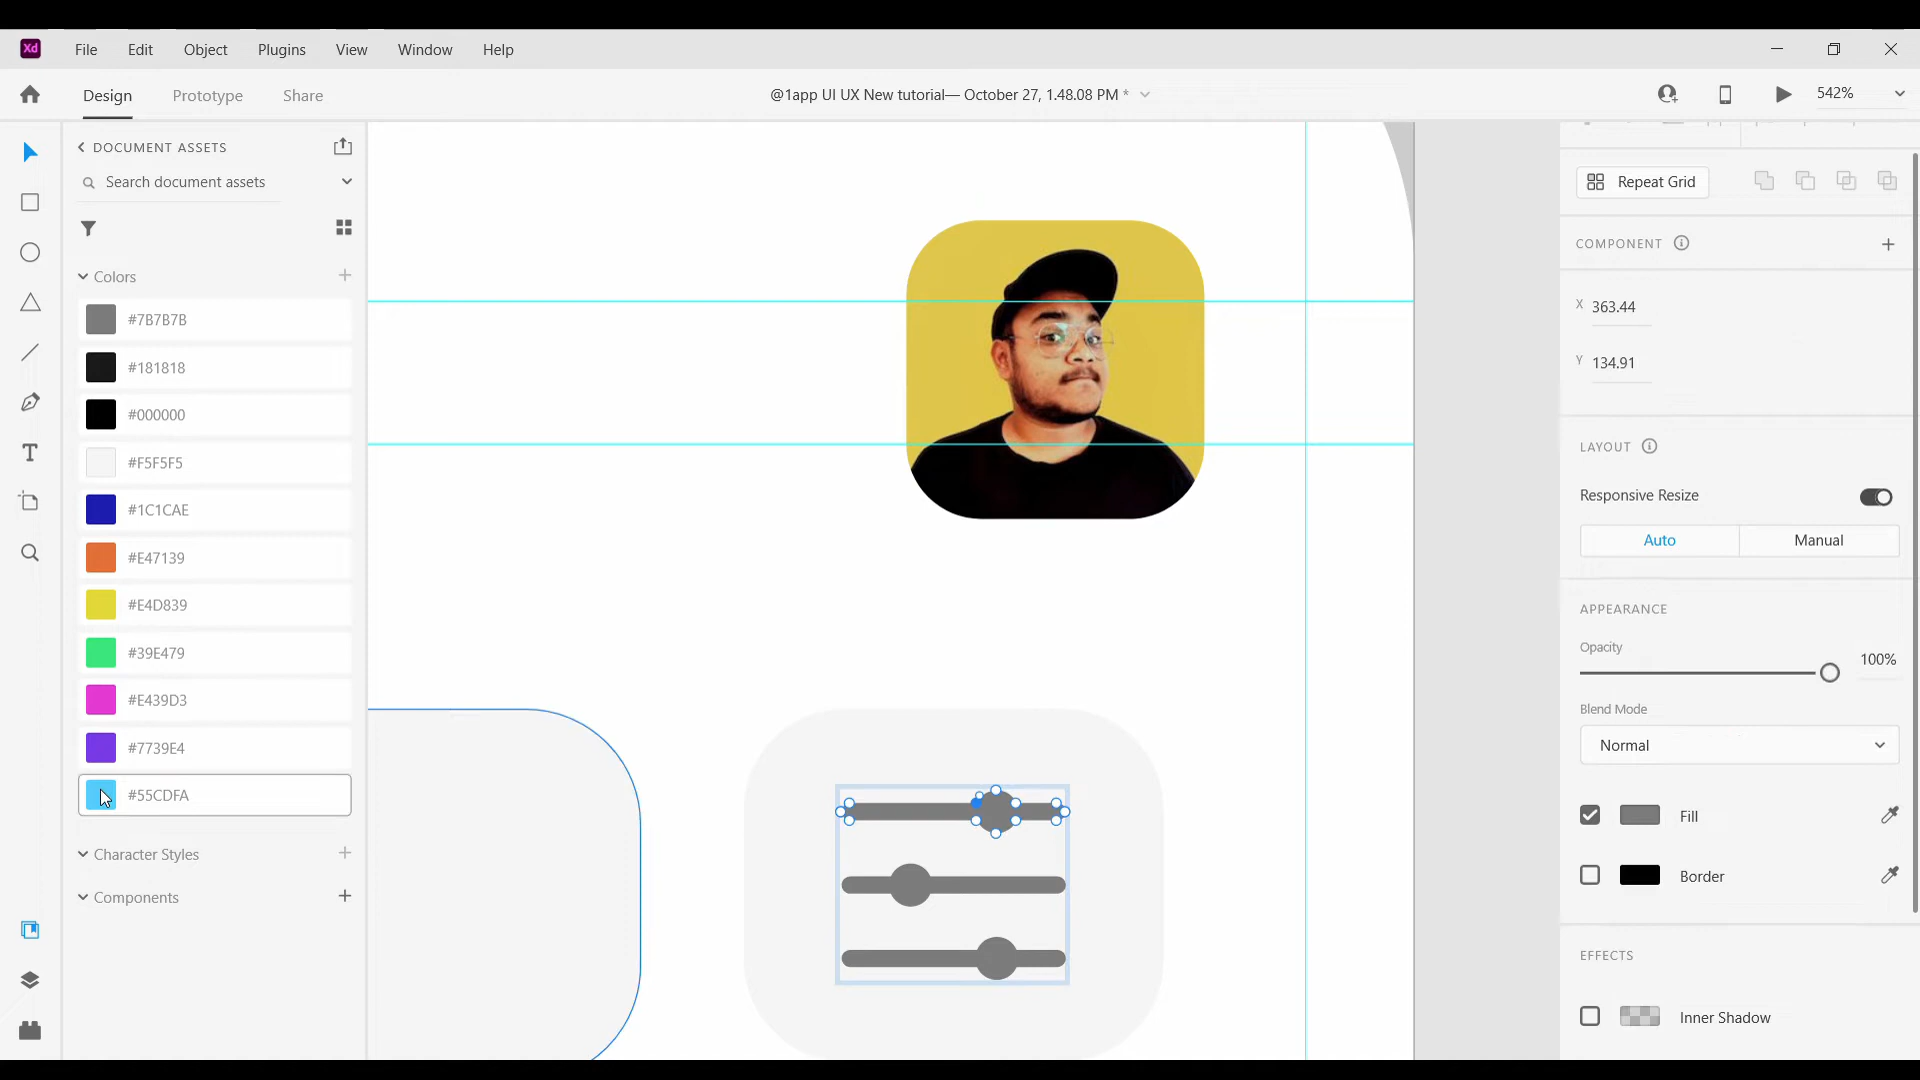 Xd File Edit Object Plugins View Window Help
Design Prototype Share @1app UI UX New tutorial— October 27, 1.48.08 PM * 542%
DOCUMENT ASSETS
Search document assets
Colors
#7B7B7B
#181818
#000000
#F5F5F5
#1C1CAE
#E47139
#E4D839
#39E479
#E439D3
#7739E4
#55CDFA
Character Styles
Components
Repeat Grid
COMPONENT
X 363.44
Y 134.91
LAYOUT
Responsive Resize
Auto Manual
APPEARANCE
Opacity
100%
Blend Mode
Normal
Fill
Border
EFFECTS
Inner Shadow